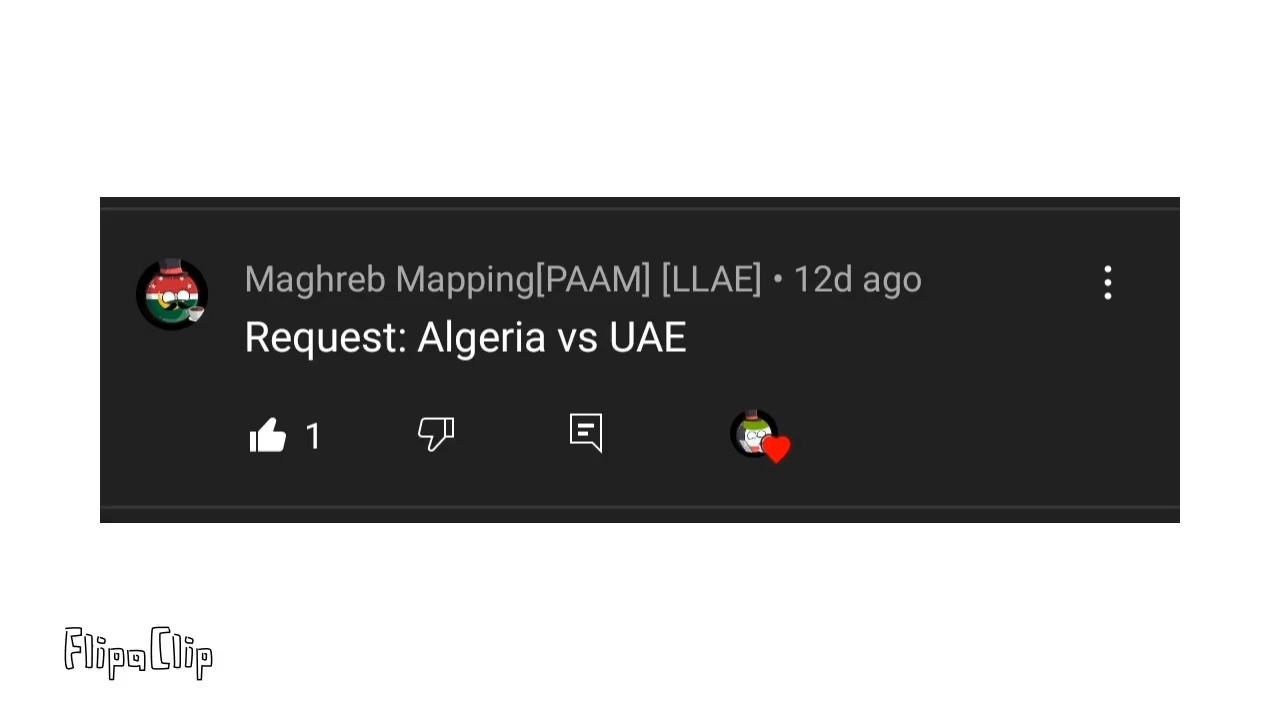 Maghreb Mapping[PAAM] [LLAE] • 12d ago
Request: Algeria vs UAE
1
FlipaClip